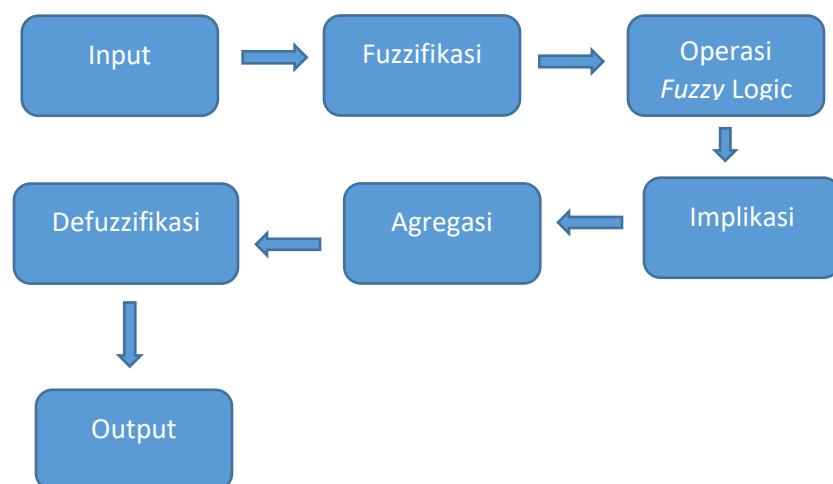 Input
Fuzzifikasi
Operasi
Fuzzy Logic
Implikasi
Agregasi
Defuzzifikasi
Output